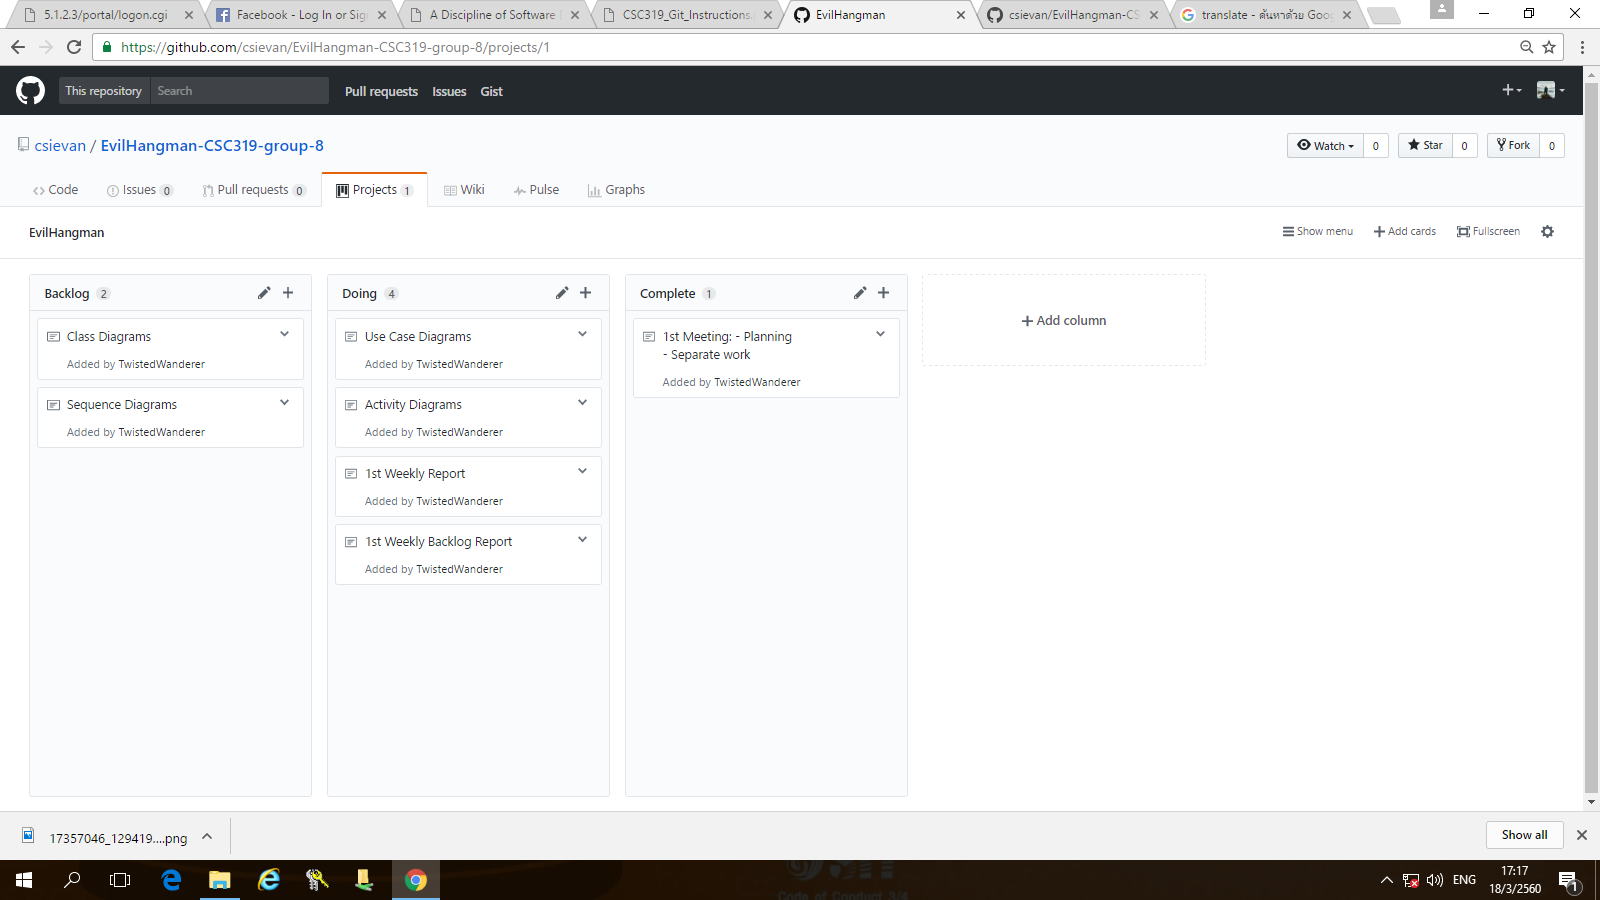 5.1.2.3/portal/logon.cgi
Facebook - Log In or Sig
A Discipline of Software
CSC319_Git_Instructions.
EvilHangman
csievan/EvilHangman-CS
translate - ค้นหาด้วย Goog
https://github.com/csievan/EvilHangman-CSC319-group-8/projects/1
This repository
Search
Pull requests
Issues
Gist
csievan / EvilHangman-CSC319-group-8
Watch
0
Star
0
Fork
0
Code
Issues 0
Pull requests 0
Projects 1
Wiki
Pulse
Graphs
EvilHangman
Show menu
Add cards
Fullscreen
Backlog 2
Class Diagrams
Added by TwistedWanderer
Sequence Diagrams
Added by TwistedWanderer
Doing 4
Use Case Diagrams
Added by TwistedWanderer
Activity Diagrams
Added by TwistedWanderer
1st Weekly Report
Added by TwistedWanderer
1st Weekly Backlog Report
Added by TwistedWanderer
Complete 1
1st Meeting: - Planning
- Separate work
Added by TwistedWanderer
Add column
17357046_129419....png
Show all
Code of Conduct 3/4
ENG
17:17
18/3/2560
1